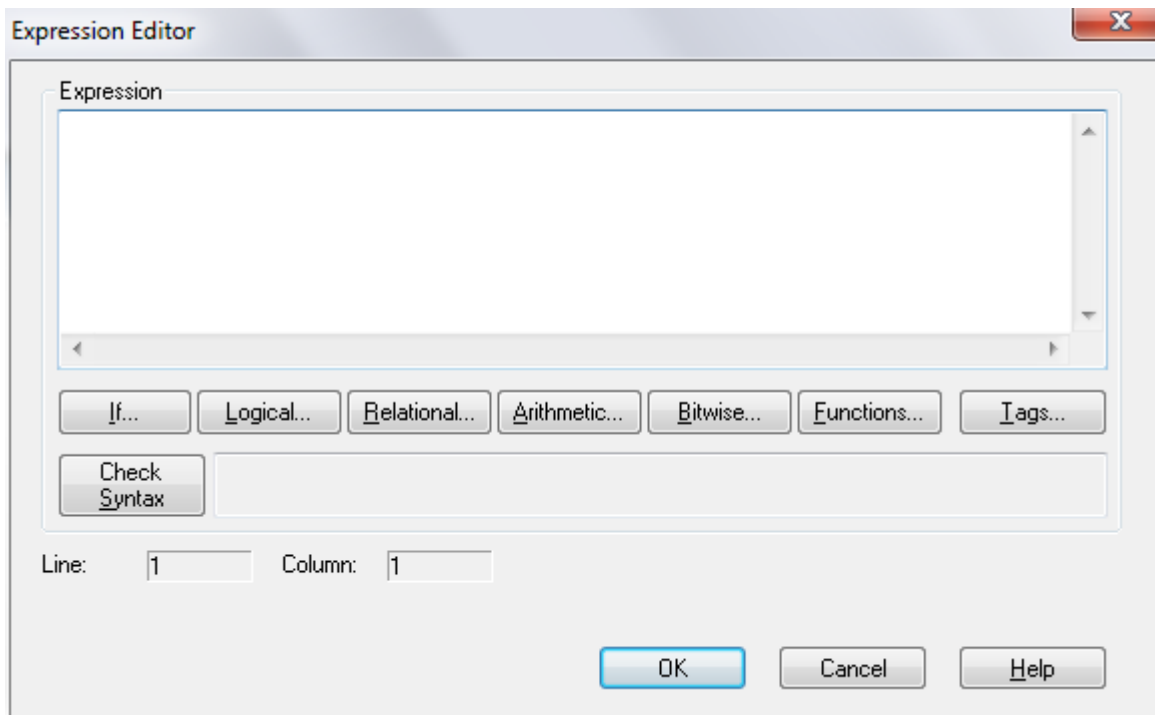 Expression Editor
x
Expression
If... Logical... Relational... Arithmetic... Bitwise... Functions... Tags...
Check
Syntax
Line: 1 Column: 1
OK Cancel Help